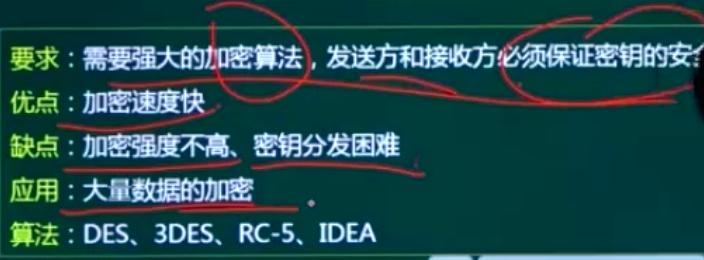 要求：需要强大的加密算法，发送方和接收方必须保证密钥的安全
优点：加密速度快
缺点：加密强度不高、密钥分发困难
应用：大量数据的加密
算法：DES、3DES、RC-5、IDEA